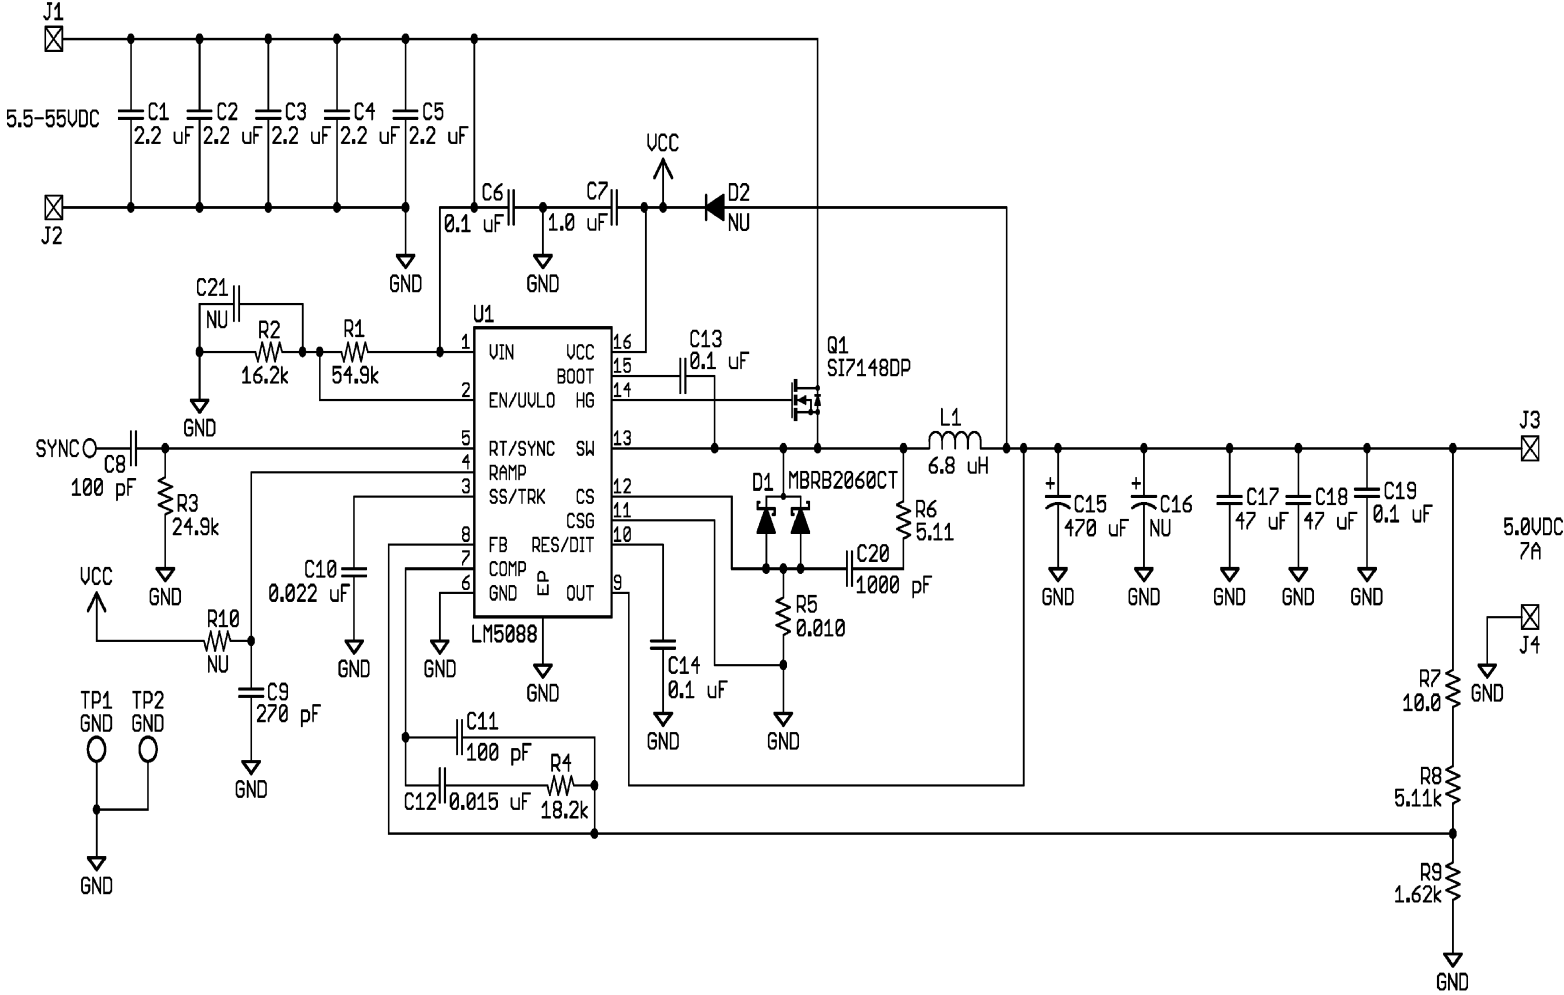 J1
5.5-55VDC
J2
C1
2.2 uF
C2
2.2 uF
C3
2.2 uF
C4
2.2 uF
C5
2.2 uF
GND
C6
0.1 uF
GND
C7
1.0 uF
VCC
D2
NU
C21
NU
R2
16.2k
R1
54.9k
GND
SYNC
C8
100 pF
R3
24.9k
GND
U1
1 VIN
2 EN/UVLO
5 RT/SYNC
4 RAMP
3 SS/TRK
8 FB
7 COMP
6 GND
VCC 16
BOOT 15
HG 14
SW 13
CS 12
CSG 11
RES/DIT 10
OUT 9
EP
LM5088
GND
GND
C13
0.1 uF
Q1
SI7148DP
L1
6.8 uH
D1
MBRB2060CT
R6
5.11
C20
1000 pF
R5
0.010
GND
C14
0.1 uF
GND
C10
0.022 uF
GND
VCC
R10
NU
C9
270 pF
GND
TP1
GND
TP2
GND
GND
C11
100 pF
C12
0.015 uF
R4
18.2k
+
C15
470 uF
GND
+
C16
NU
GND
C17
47 uF
GND
C18
47 uF
GND
C19
0.1 uF
GND
J3
5.0VDC
7A
J4
GND
R7
10.0
R8
5.11k
R9
1.62k
GND